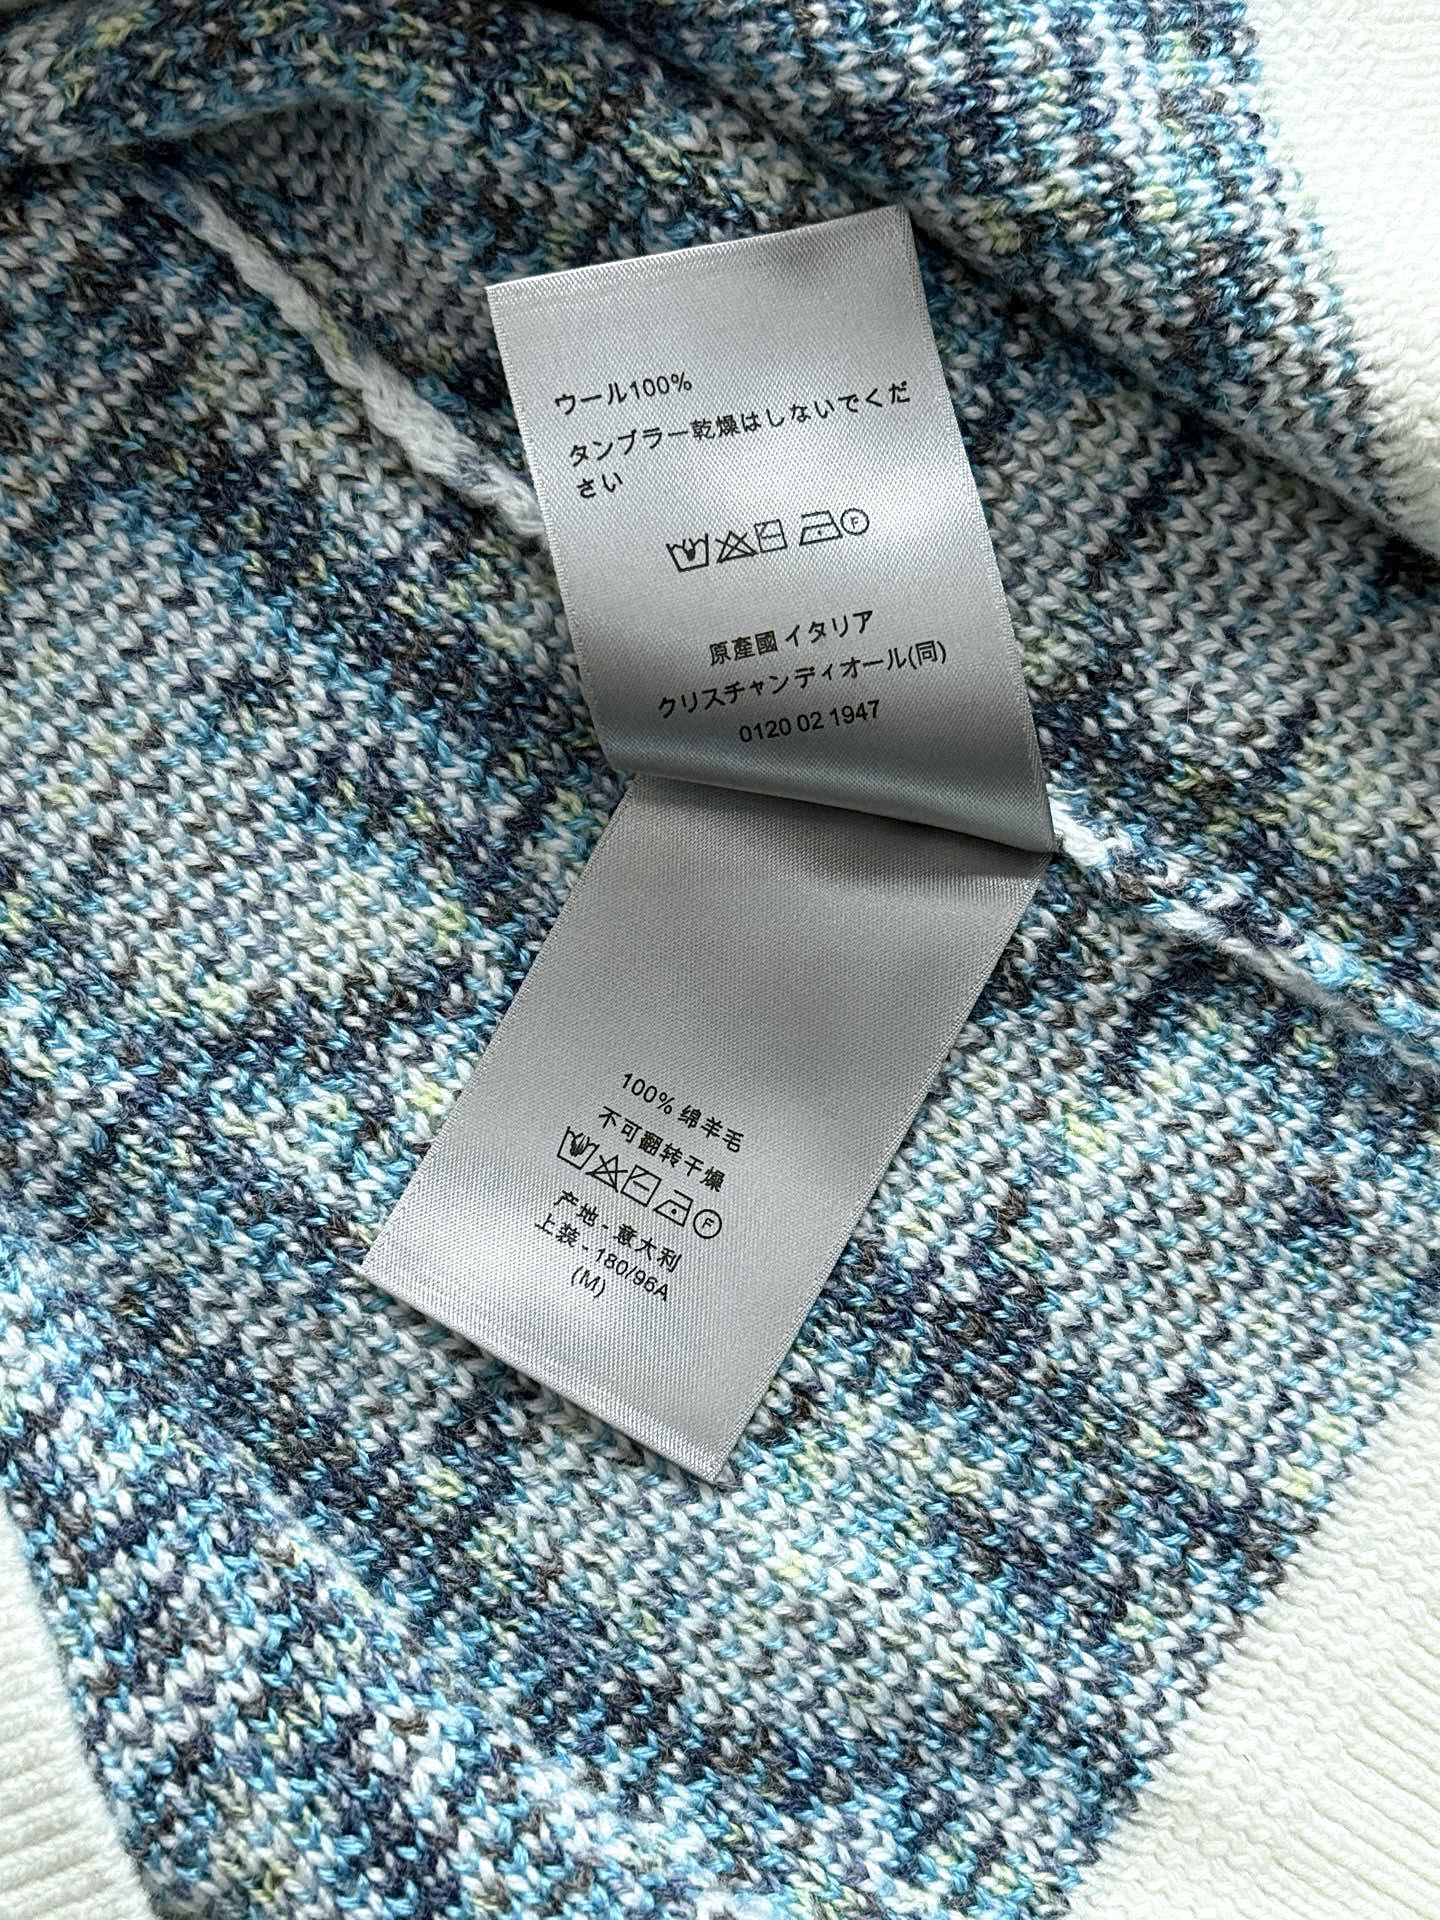 ウール100%
タンブラー乾燥はしないでくだ
さい
F
原產國 イタリア
クリスチャンディオール(同)
0120 02 1947
100% 绵羊毛
不可翻转干燥
F
产地 - 意大利
上装 - 180/96A
(M)